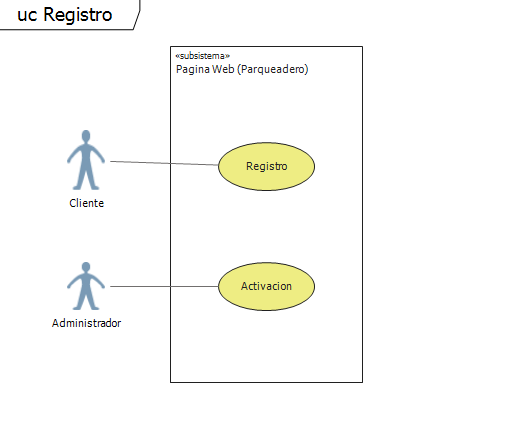 uc Registro
«subsistema»
Pagina Web (Parqueadero)
Registro
Cliente
Activacion
Administrador